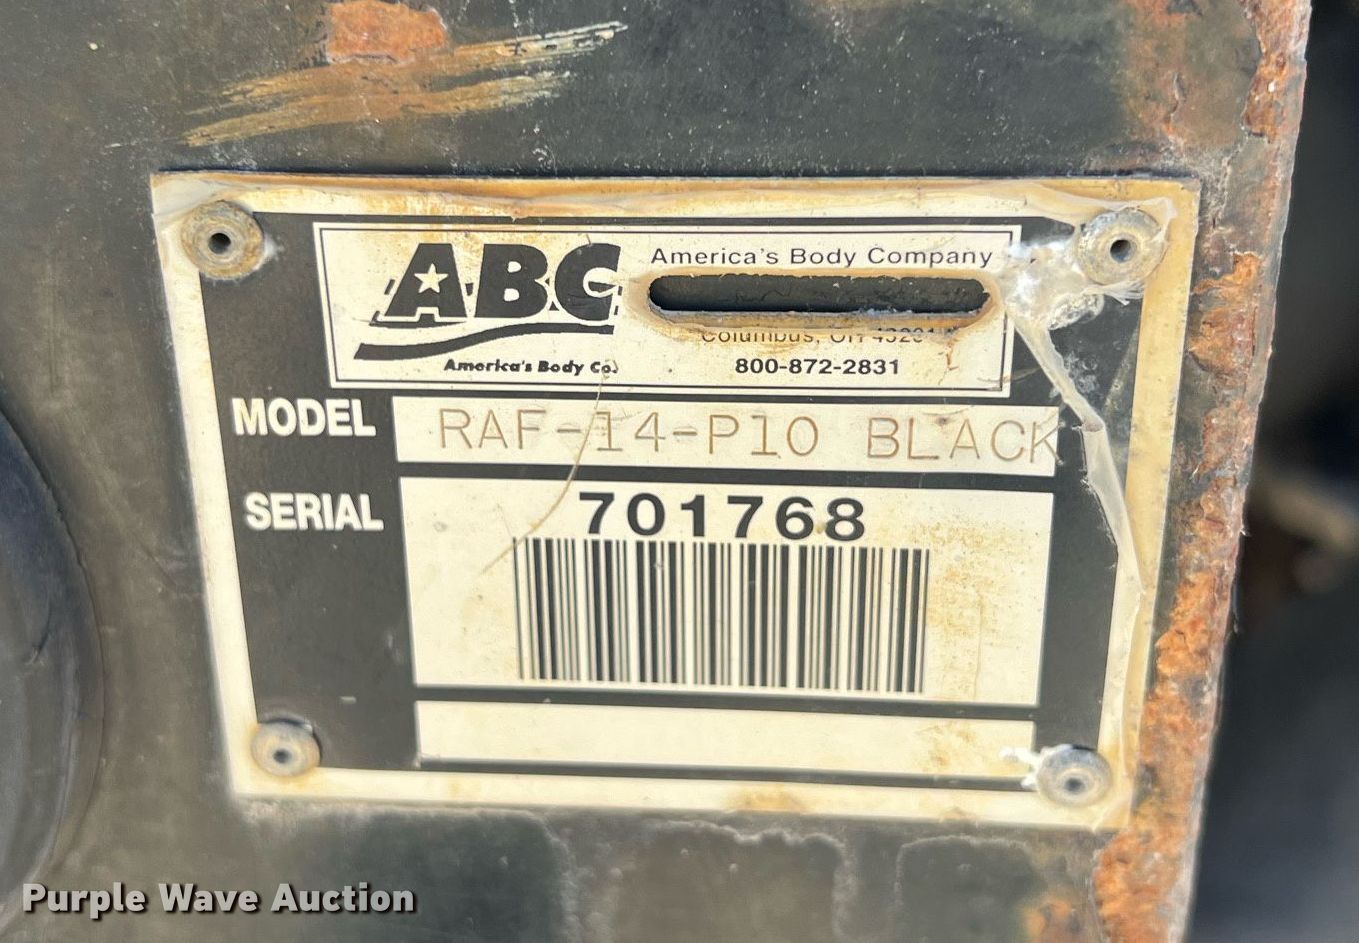 ABC
America's Body Co.
America's Body Company
Columbus, OH
800-872-2831
MODEL RAF-14-P10 BLACK
SERIAL 701768
Purple Wave Auction